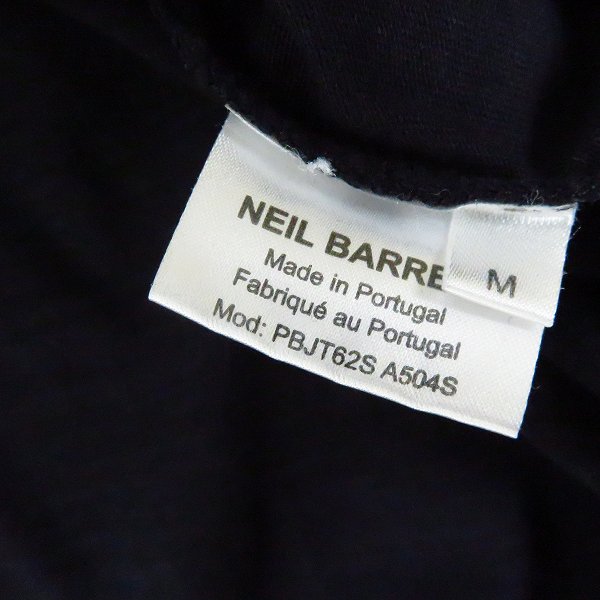 NEIL BARRE
M
Made in Portugal
Fabriqué au Portugal
Mod: PBJT62S A504S